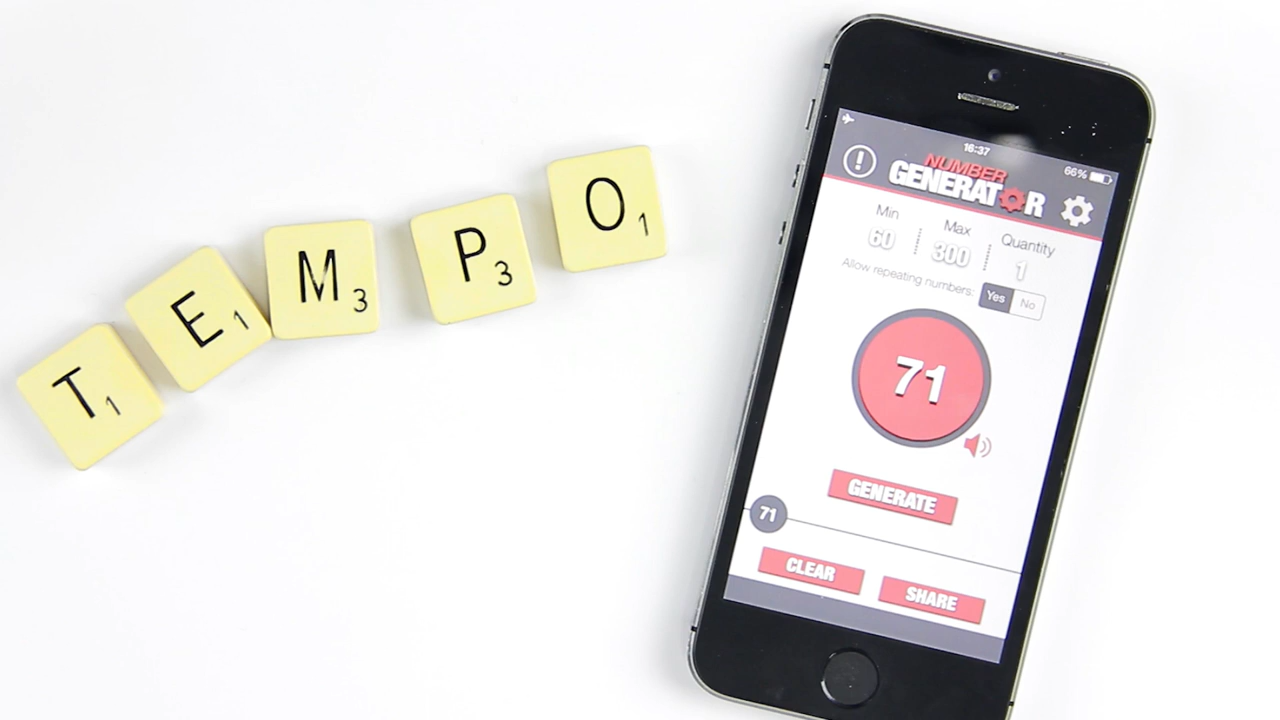 T1 E1 M3 P3 O1
16:37
66%
NUMBER
GENERATOR
Min Max Quantity
60 300 1
Allow repeating numbers: Yes No
71
GENERATE
71
CLEAR SHARE